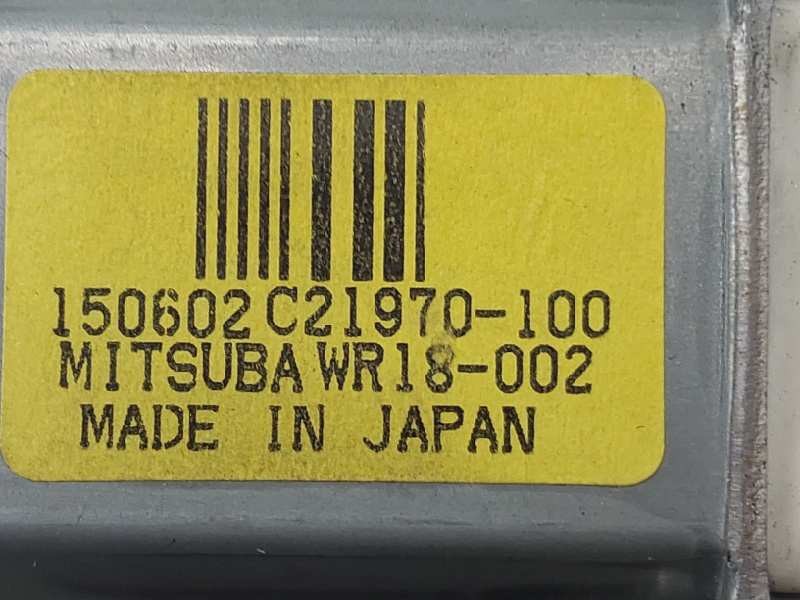 150602 C21970-100
MITSUBA WR18-002
MADE IN JAPAN